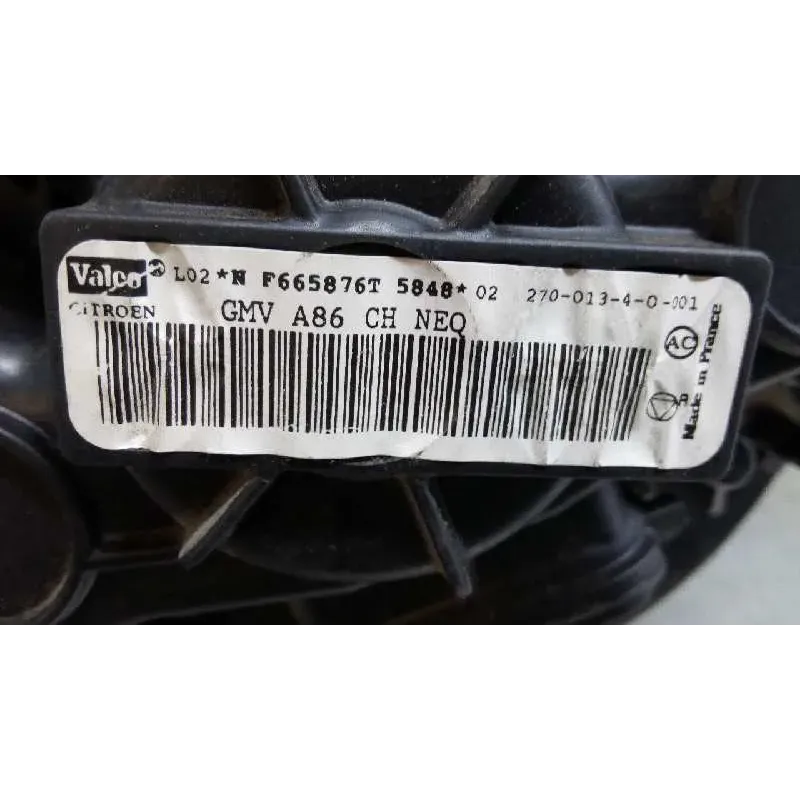 Valeo L02 *N F665876T 5848* 02 270-013-4-0-001
CITROEN GMV A86 CH NEQ
AC
R
Made in France